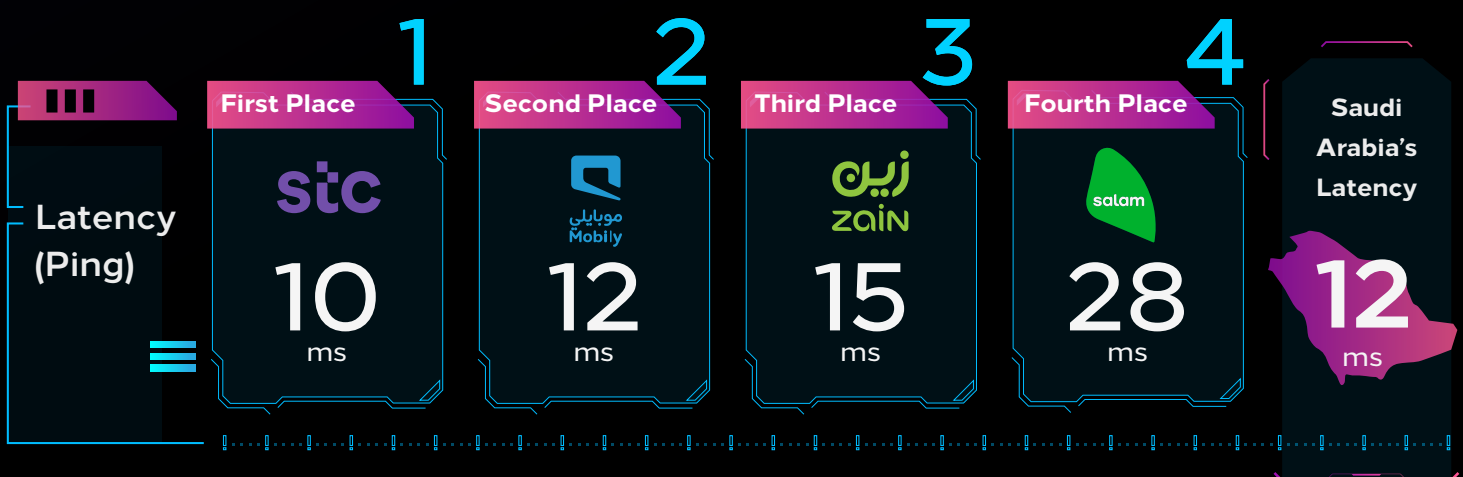 Latency
(Ping)
1
First Place
stc
10
ms
2
Second Place
موبايلي
Mobily
12
ms
3
Third Place
زين
zain
15
ms
4
Fourth Place
salam
28
ms
Saudi
Arabia's
Latency
12
ms